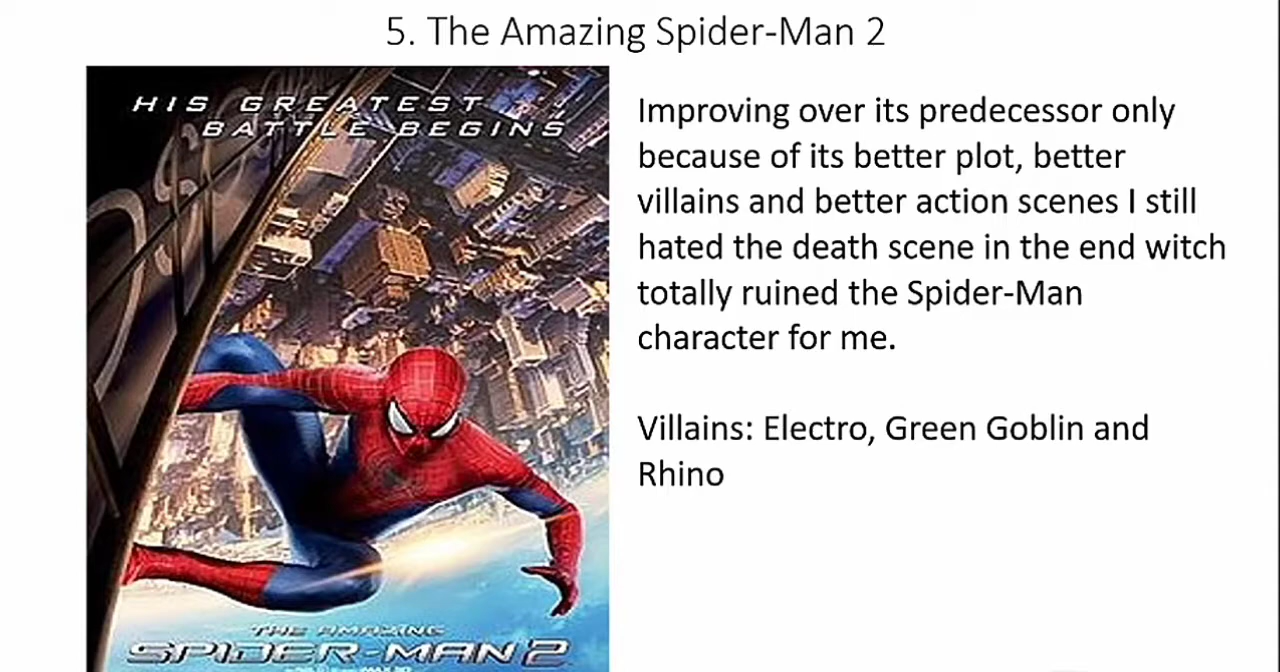 5. The Amazing Spider-Man 2
HIS GREATEST
BATTLE BEGINS
THE AMAZING
SPIDER-MAN 2
Improving over its predecessor only
because of its better plot, better
villains and better action scenes I still
hated the death scene in the end witch
totally ruined the Spider-Man
character for me.
Villains: Electro, Green Goblin and
Rhino